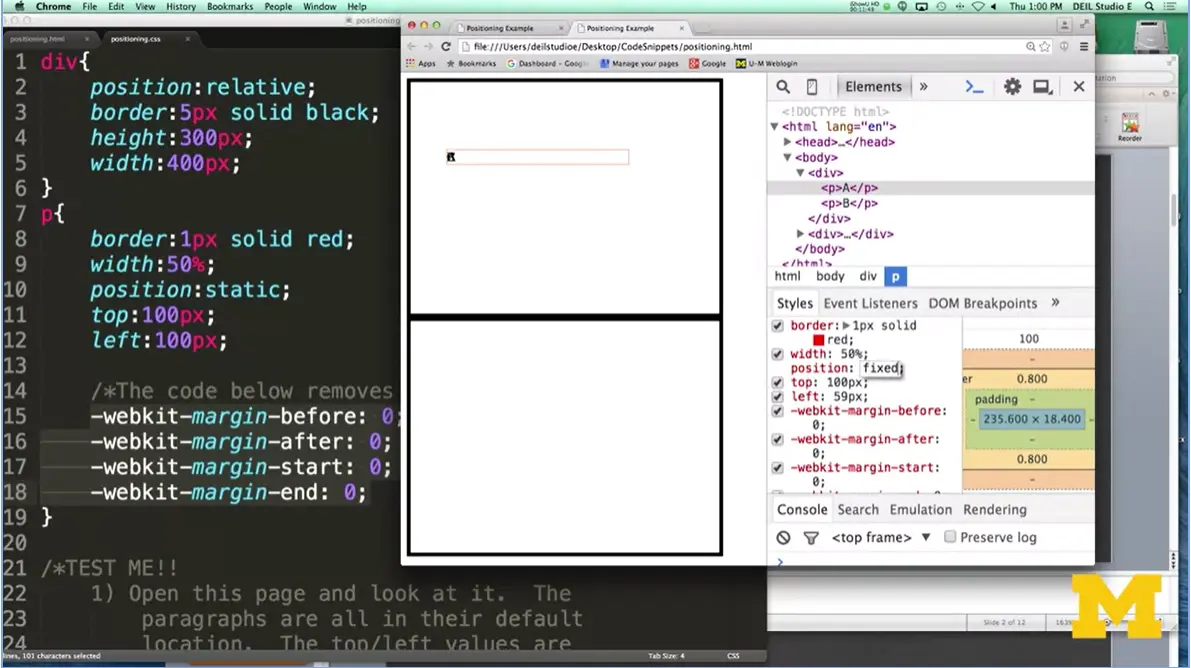 Chrome File Edit View History Bookmarks People Window Help
Thu 1:00 PM DEIL Studio E
positioning.html positioning.css
1 div{
2 position:relative;
3 border:5px solid black;
4 height:300px;
5 width:400px;
6 }
7 p{
8 border:1px solid red;
9 width:50%;
10 position:static;
11 top:100px;
12 left:100px;
13
14 /*The code below removes
15 -webkit-margin-before: 0;
16 -webkit-margin-after: 0;
17 -webkit-margin-start: 0;
18 -webkit-margin-end: 0;
19 }
20
21 /*TEST ME!!
22 1) Open this page and look at it. The
23 paragraphs are all in their default
24 location. The top/left values are
lines, 101 characters selected
Tab Size: 4 CSS
Positioning Example Positioning Example
file:///Users/deilstudioe/Desktop/CodeSnippets/positioning.html
Apps Bookmarks Dashboard - Google Manage your pages Google U-M Weblogin
Elements »
<!DOCTYPE html>
<html lang="en">
<head>…</head>
<body>
<div>
<p>A</p>
<p>B</p>
</div>
<div>…</div>
</body>
</html>
html body div p
Styles Event Listeners DOM Breakpoints »
border: 1px solid
red;
width: 50%;
position: fixed;
top: 100px;
left: 59px;
-webkit-margin-before:
0;
-webkit-margin-after:
0;
-webkit-margin-start:
0;
100
-
er 0.800
padding -
- 235.600 × 18.400 -
-
0.800
-
Console Search Emulation Rendering
<top frame> Preserve log
Reorder
Slide 2 of 12
M